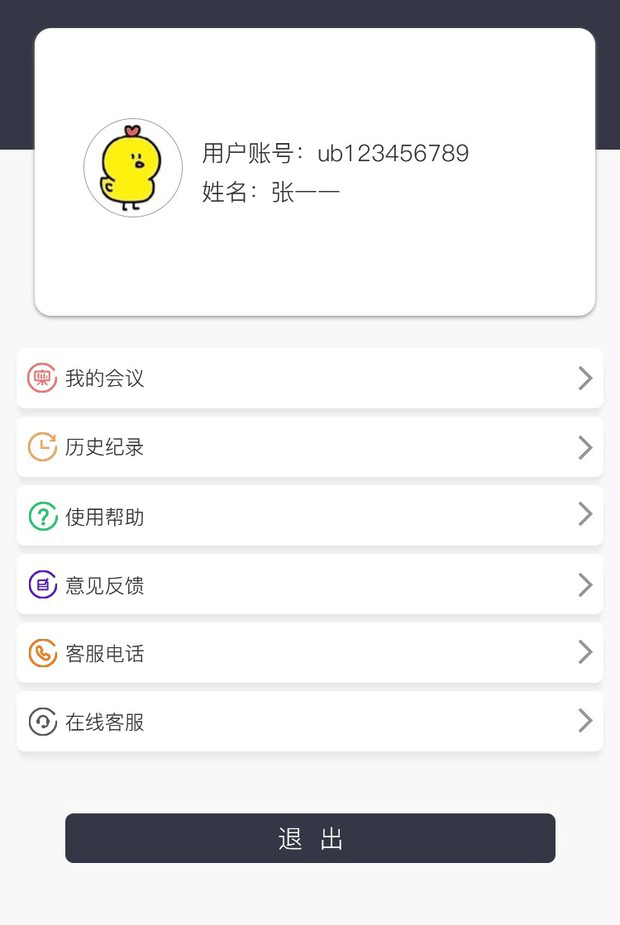 用户账号：ub123456789
姓名：张一一
我的会议
历史纪录
使用帮助
意见反馈
客服电话
在线客服
退 出